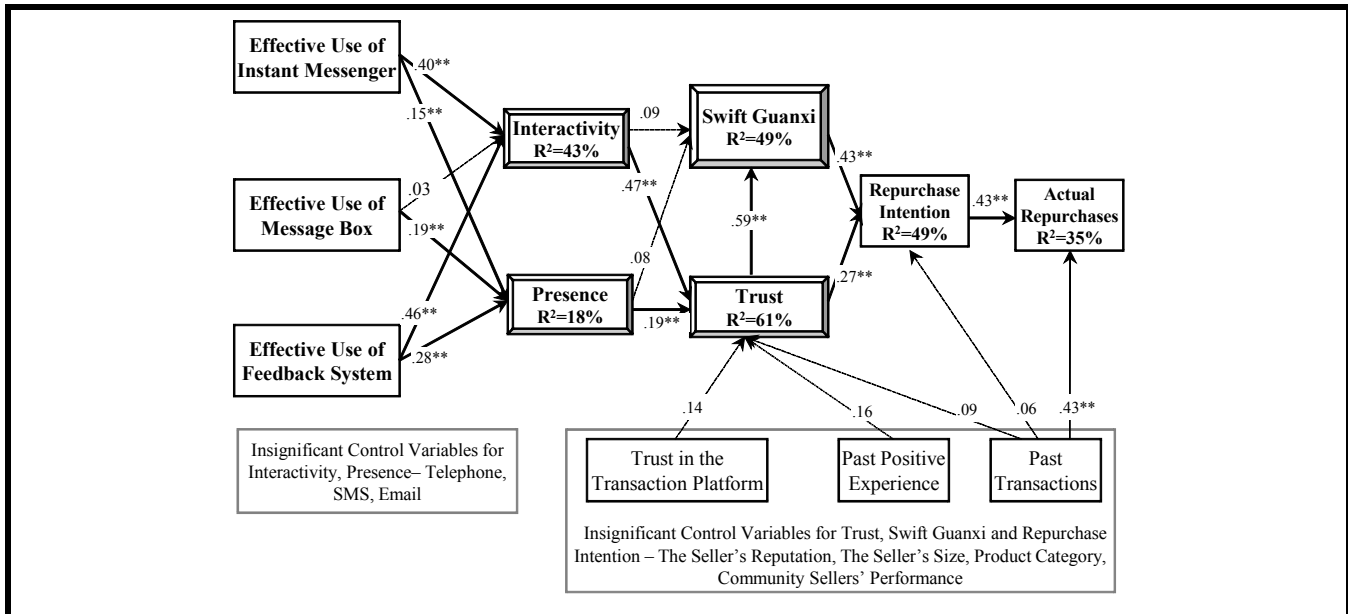 Effective Use of
Instant Messenger
.40**
.15**
Interactivity
R²=43%
.09
Swift Guanxi
R²=49%
.43**
.03
.47**
Effective Use of
Message Box
.19**
.59**
Repurchase
Intention
R²=49%
.43**
Actual
Repurchases
R²=35%
.08
.27**
Presence
R²=18%
.19**
Trust
R²=61%
.46**
.28**
Effective Use of
Feedback System
.14
.16
.09
.06
.43**
Insignificant Control Variables for
Interactivity, Presence– Telephone,
SMS, Email
Trust in the
Transaction Platform
Past Positive
Experience
Past
Transactions
Insignificant Control Variables for Trust, Swift Guanxi and Repurchase
Intention – The Seller’s Reputation, The Seller’s Size, Product Category,
Community Sellers’ Performance